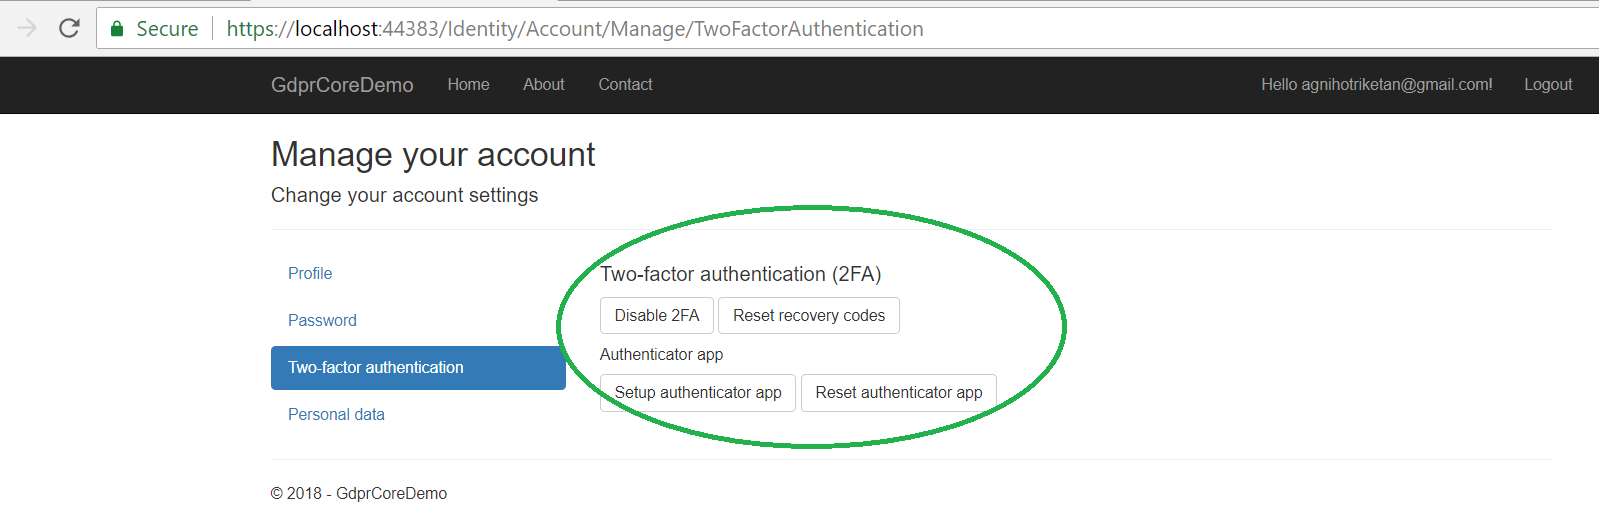 Secure https://localhost:44383/Identity/Account/Manage/TwoFactorAuthentication
GdprCoreDemo Home About Contact Hello agnihotriketan@gmail.com! Logout
Manage your account
Change your account settings
Profile
Password
Two-factor authentication
Personal data
Two-factor authentication (2FA)
Disable 2FA Reset recovery codes
Authenticator app
Setup authenticator app Reset authenticator app
© 2018 - GdprCoreDemo